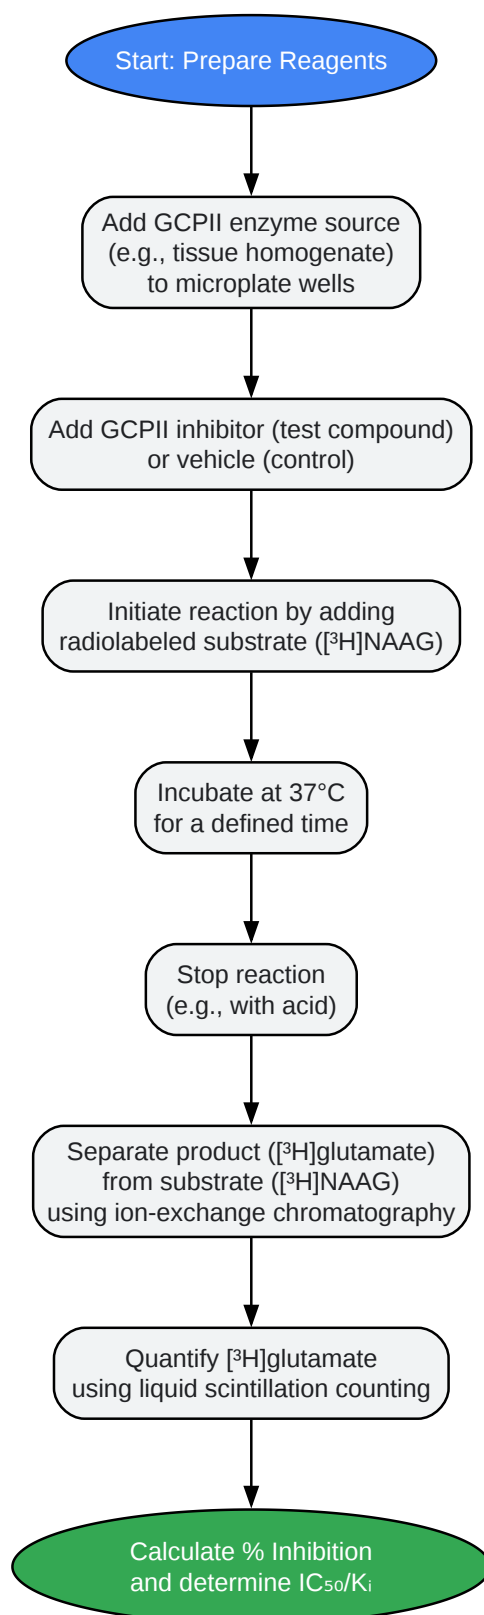 Start: Prepare Reagents
Add GCPII enzyme source
(e.g., tissue homogenate)
to microplate wells
Add GCPII inhibitor (test compound)
or vehicle (control)
Initiate reaction by adding
radiolabeled substrate ([³H]NAAG)
Incubate at 37°C
for a defined time
Stop reaction
(e.g., with acid)
Separate product ([³H]glutamate)
from substrate ([³H]NAAG)
using ion-exchange chromatography
Quantify [³H]glutamate
using liquid scintillation counting
Calculate % Inhibition
and determine IC₅₀/Kᵢ